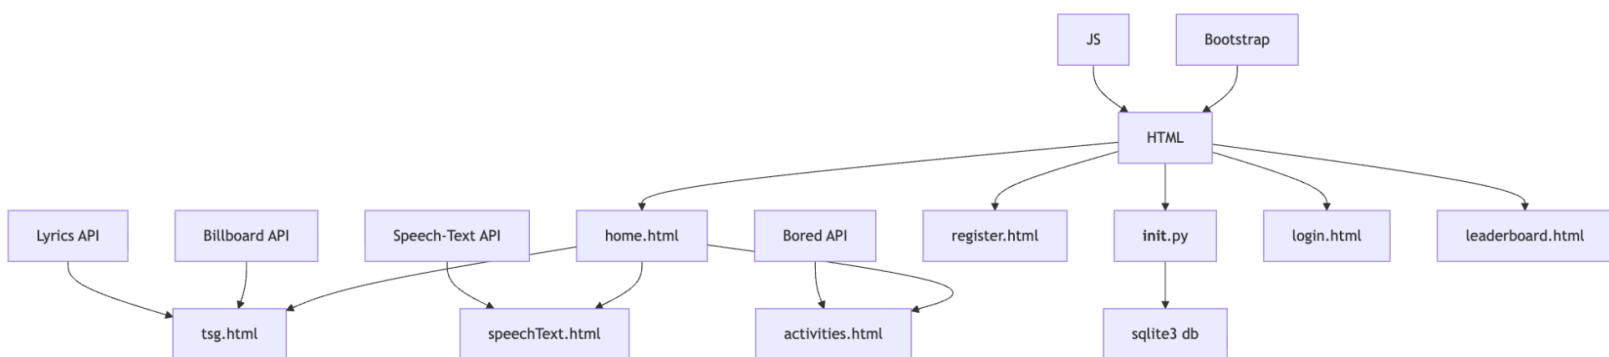 JS
Bootstrap
HTML
Lyrics API
Billboard API
Speech-Text API
home.html
Bored API
register.html
init.py
login.html
leaderboard.html
tsg.html
speechText.html
activities.html
sqlite3 db